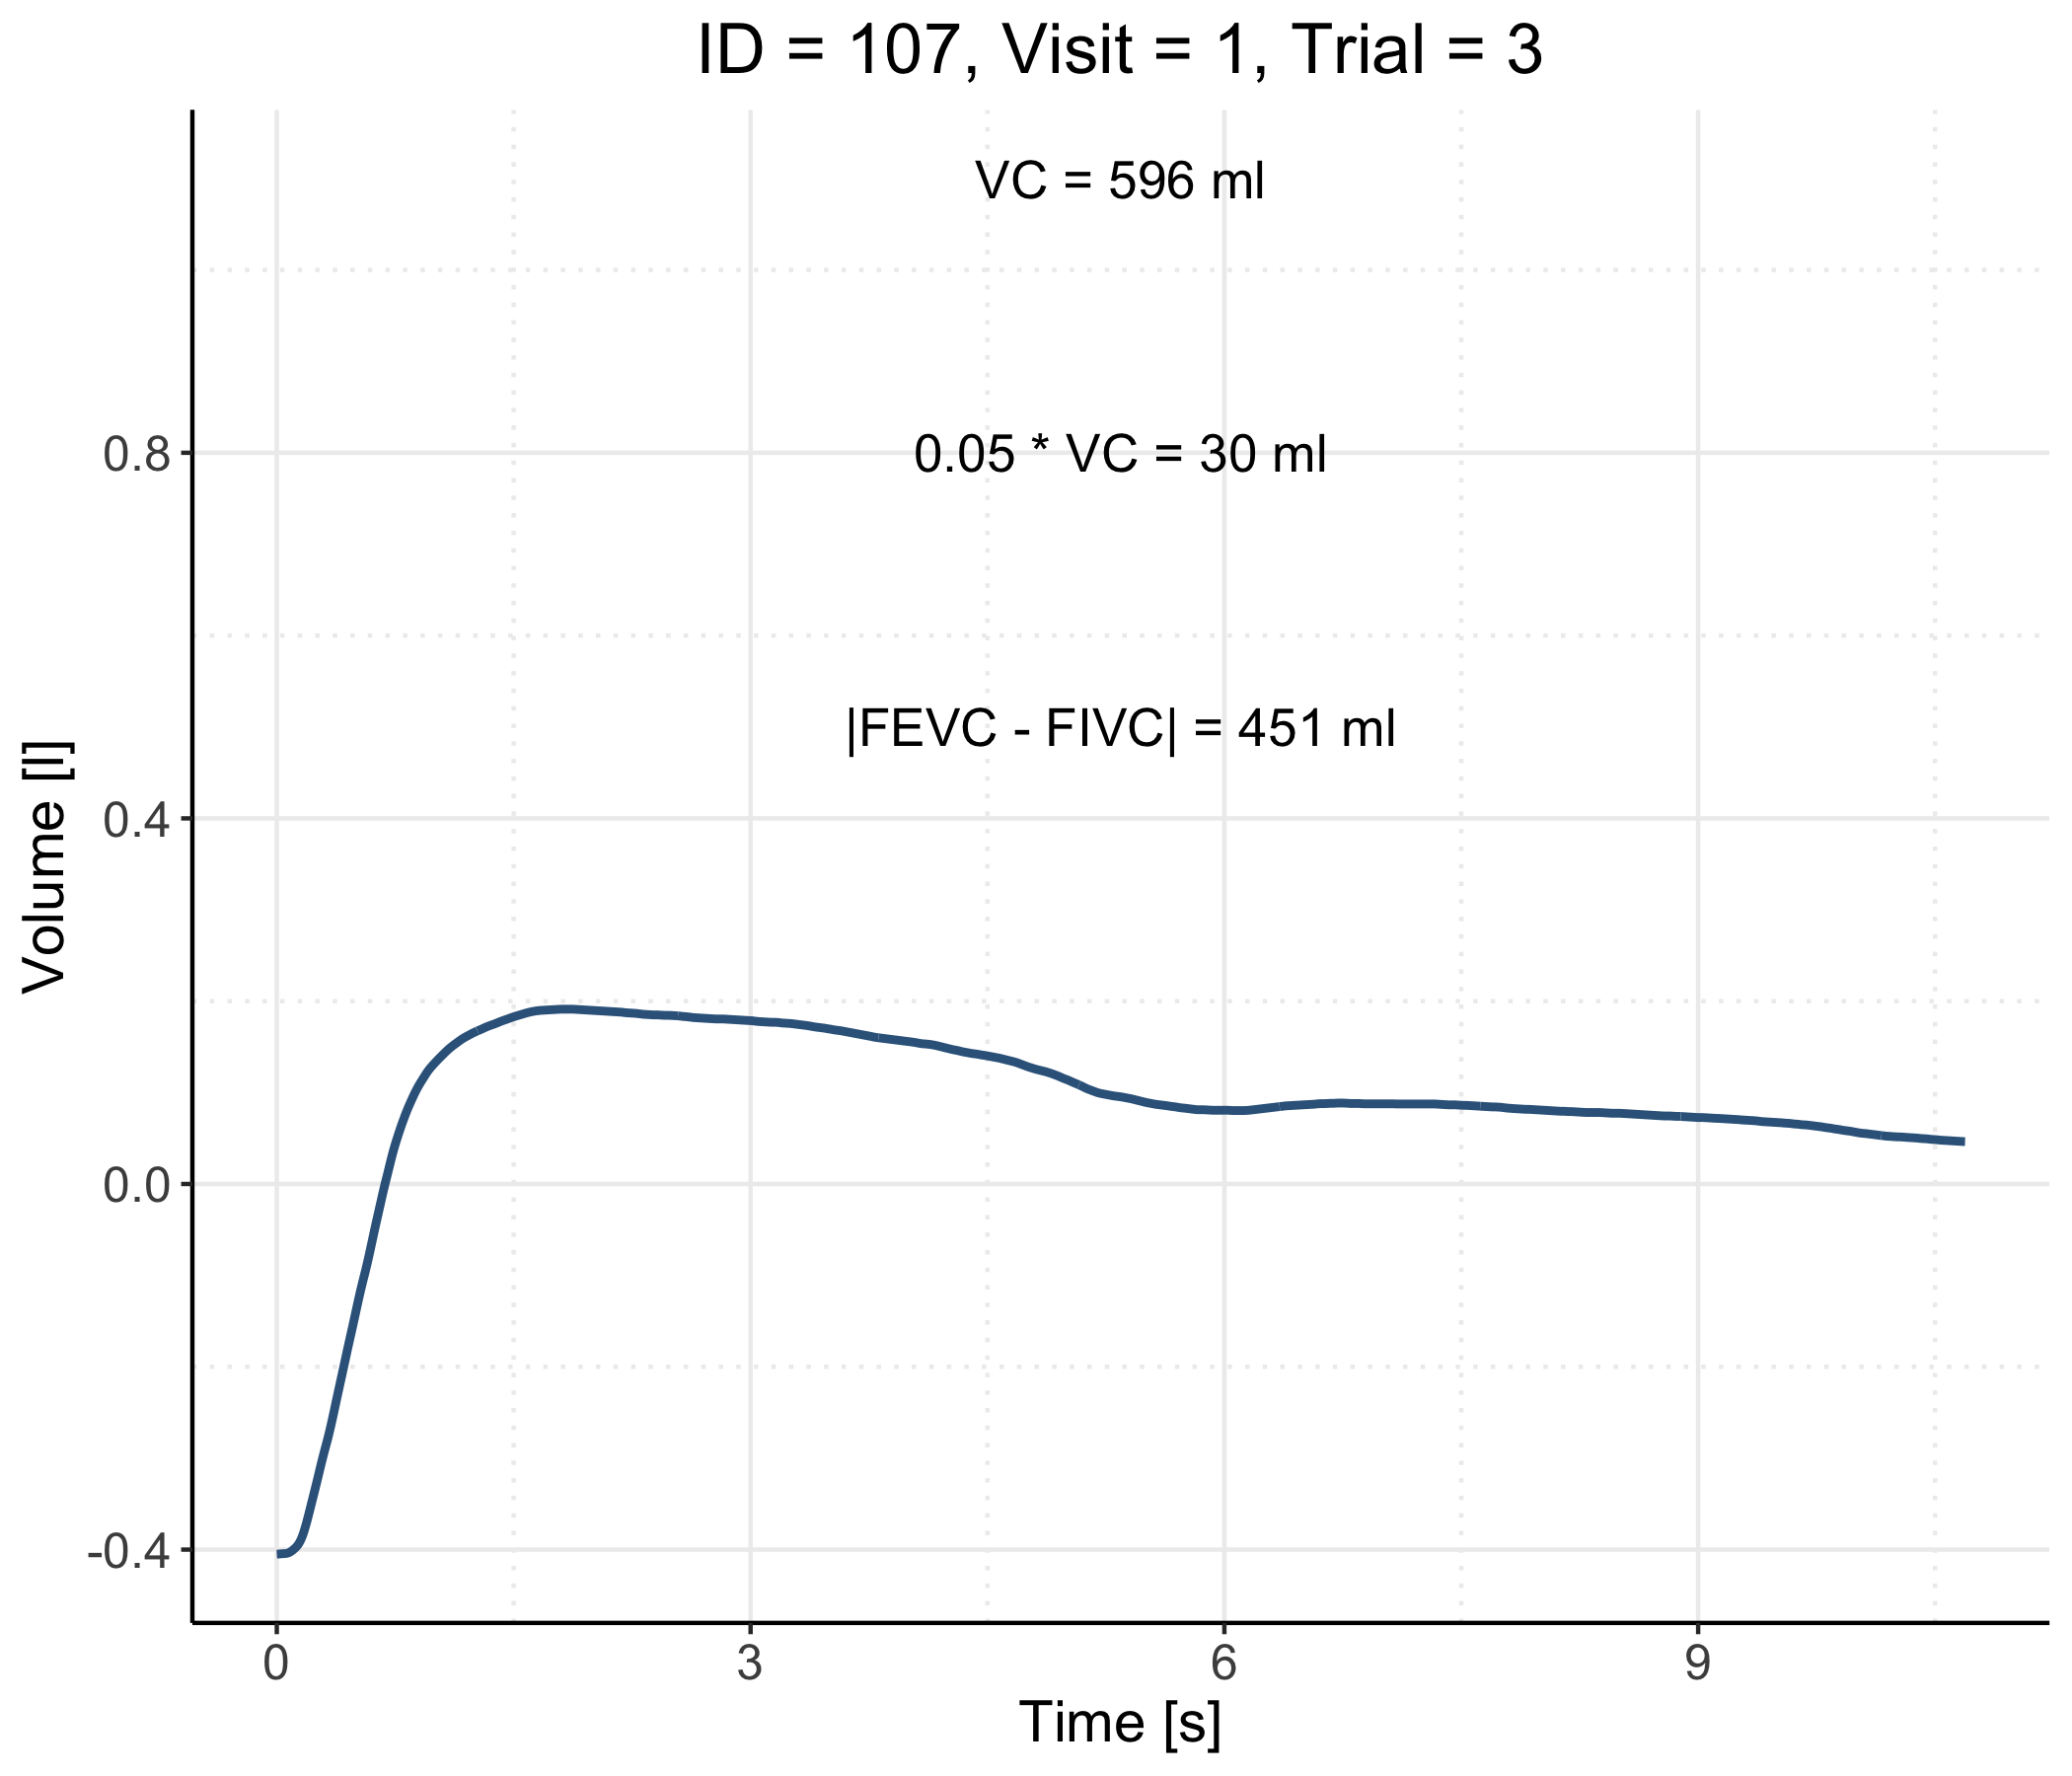 ID = 107, Visit = 1, Trial = 3
VC = 596 ml
0.05 * VC = 30 ml
|FEVC - FIVC| = 451 ml
Volume [l]
0.8
0.4
0.0
-0.4
0 3 6 9
Time [s]